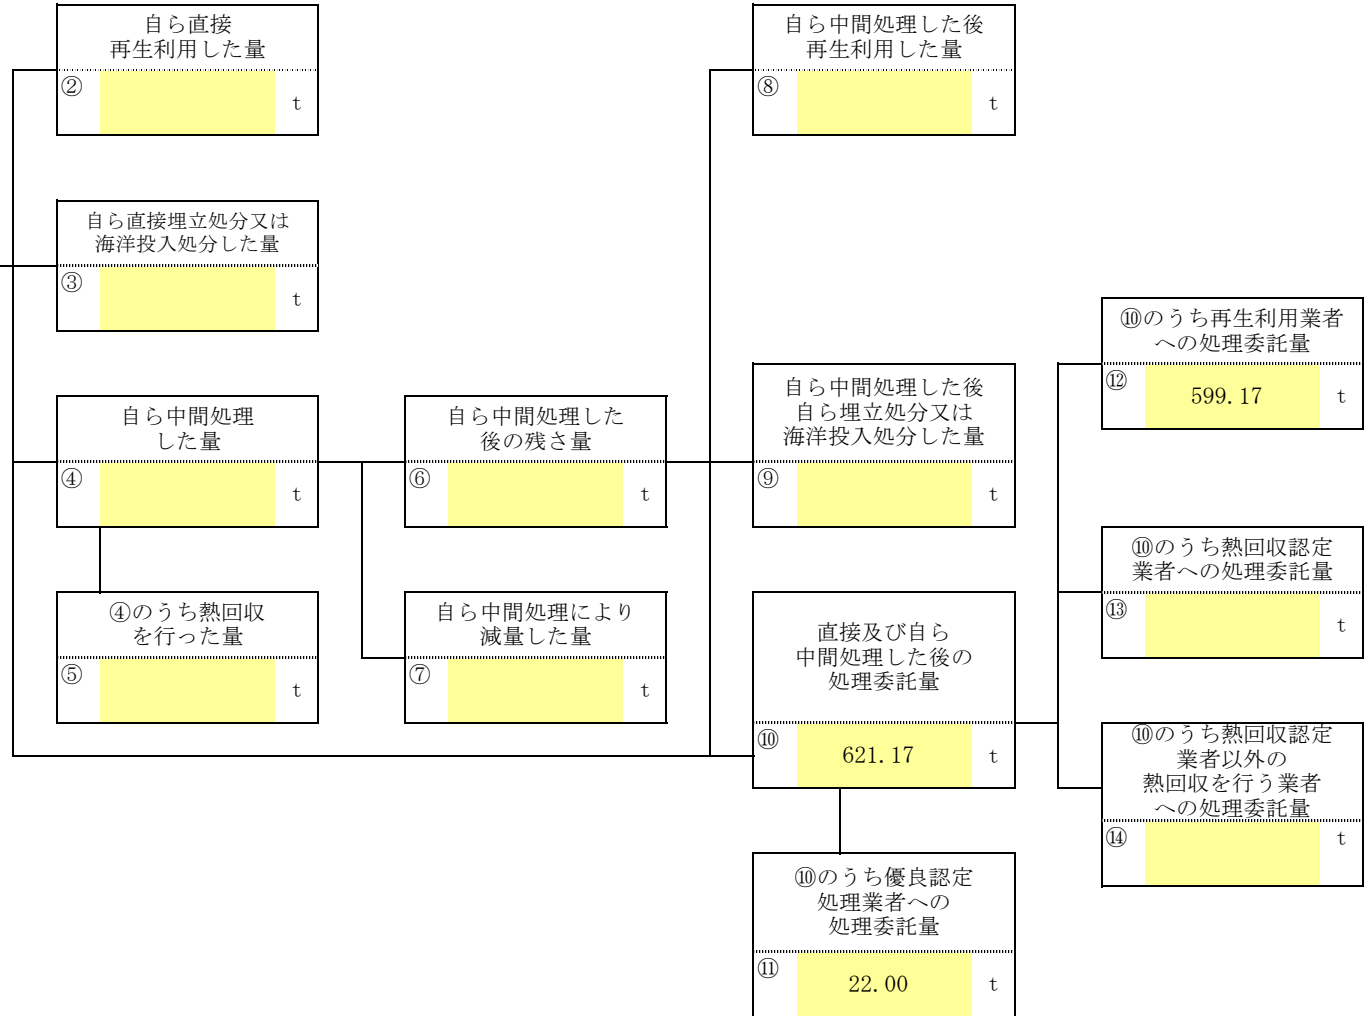 自ら直接
再生利用した量
②
t
自ら中間処理した後
再生利用した量
⑧
t
自ら直接埋立処分又は
海洋投入処分した量
③
t
⑩のうち再生利用業者
への処理委託量
⑫
599.17
t
自ら中間処理
した量
④
t
自ら中間処理した
後の残さ量
⑥
t
自ら中間処理した後
自ら埋立処分又は
海洋投入処分した量
⑨
t
⑩のうち熱回収認定
業者への処理委託量
⑬
t
④のうち熱回収
を行った量
⑤
t
自ら中間処理により
減量した量
⑦
t
直接及び自ら
中間処理した後の
処理委託量
⑩
621.17
t
⑩のうち熱回収認定
業者以外の
熱回収を行う業者
への処理委託量
⑭
t
⑩のうち優良認定
処理業者への
処理委託量
⑪
22.00
t